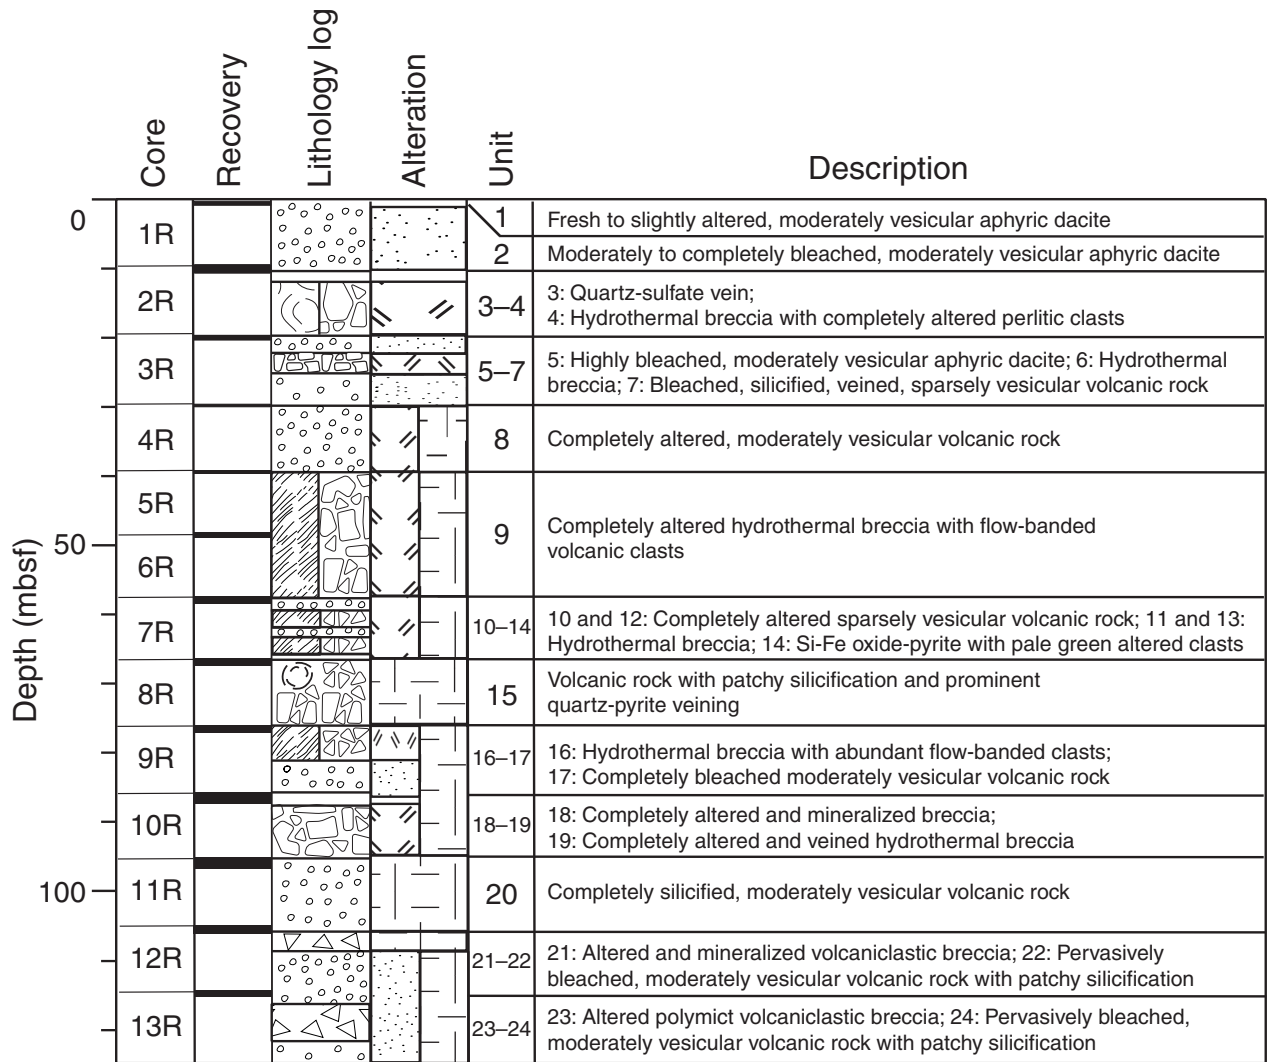 Core
Recovery
Lithology log
Alteration
Unit
Description
Depth (mbsf)
0
50
100
1R
1
Fresh to slightly altered, moderately vesicular aphyric dacite
2
Moderately to completely bleached, moderately vesicular aphyric dacite
2R
3–4
3: Quartz-sulfate vein;
4: Hydrothermal breccia with completely altered perlitic clasts
3R
5–7
5: Highly bleached, moderately vesicular aphyric dacite; 6: Hydrothermal
breccia; 7: Bleached, silicified, veined, sparsely vesicular volcanic rock
4R
8
Completely altered, moderately vesicular volcanic rock
5R
6R
9
Completely altered hydrothermal breccia with flow-banded
volcanic clasts
7R
10–14
10 and 12: Completely altered sparsely vesicular volcanic rock; 11 and 13:
Hydrothermal breccia; 14: Si-Fe oxide-pyrite with pale green altered clasts
8R
15
Volcanic rock with patchy silicification and prominent
quartz-pyrite veining
9R
16–17
16: Hydrothermal breccia with abundant flow-banded clasts;
17: Completely bleached moderately vesicular volcanic rock
10R
18–19
18: Completely altered and mineralized breccia;
19: Completely altered and veined hydrothermal breccia
11R
20
Completely silicified, moderately vesicular volcanic rock
12R
21–22
21: Altered and mineralized volcaniclastic breccia; 22: Pervasively
bleached, moderately vesicular volcanic rock with patchy silicification
13R
23–24
23: Altered polymict volcaniclastic breccia; 24: Pervasively bleached,
moderately vesicular volcanic rock with patchy silicification